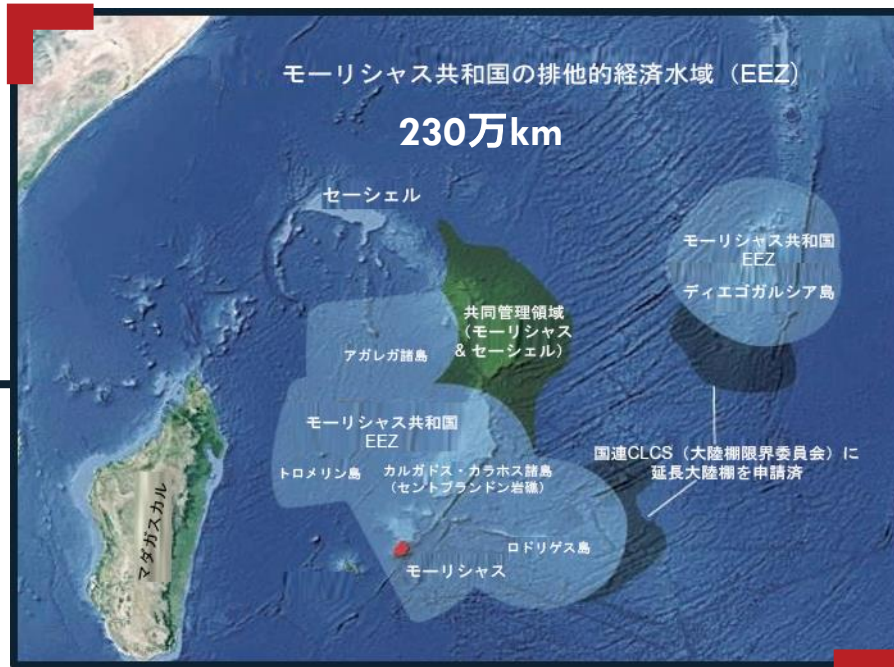 モーリシャス共和国の排他的経済水域（EEZ）
230万km
セーシェル
モーリシャス共和国
EEZ
ディエゴガルシア島
共同管理領域
（モーリシャス
& セーシェル）
アガレガ諸島
モーリシャス共和国
EEZ
国連CLCS（大陸棚限界委員会）に
延長大陸棚を申請済
トロメリン島
カルガドス・カラホス諸島
（セントブランドン岩礁）
マダガスカル
ロドリゲス島
モーリシャス